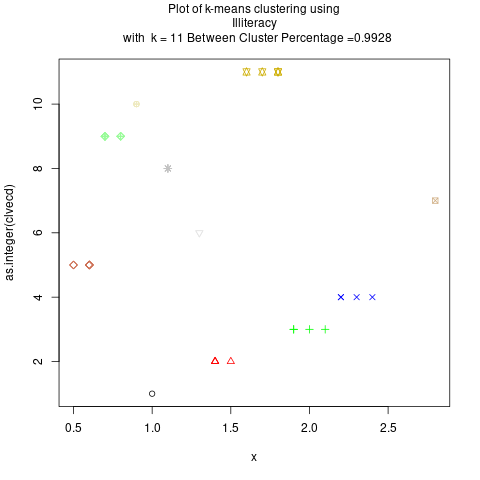 Plot of k-means clustering using
Illiteracy
with k = 11 Between Cluster Percentage =0.9928
as.integer(clvecd)
10
8
6
4
2
0.5 1.0 1.5 2.0 2.5
x